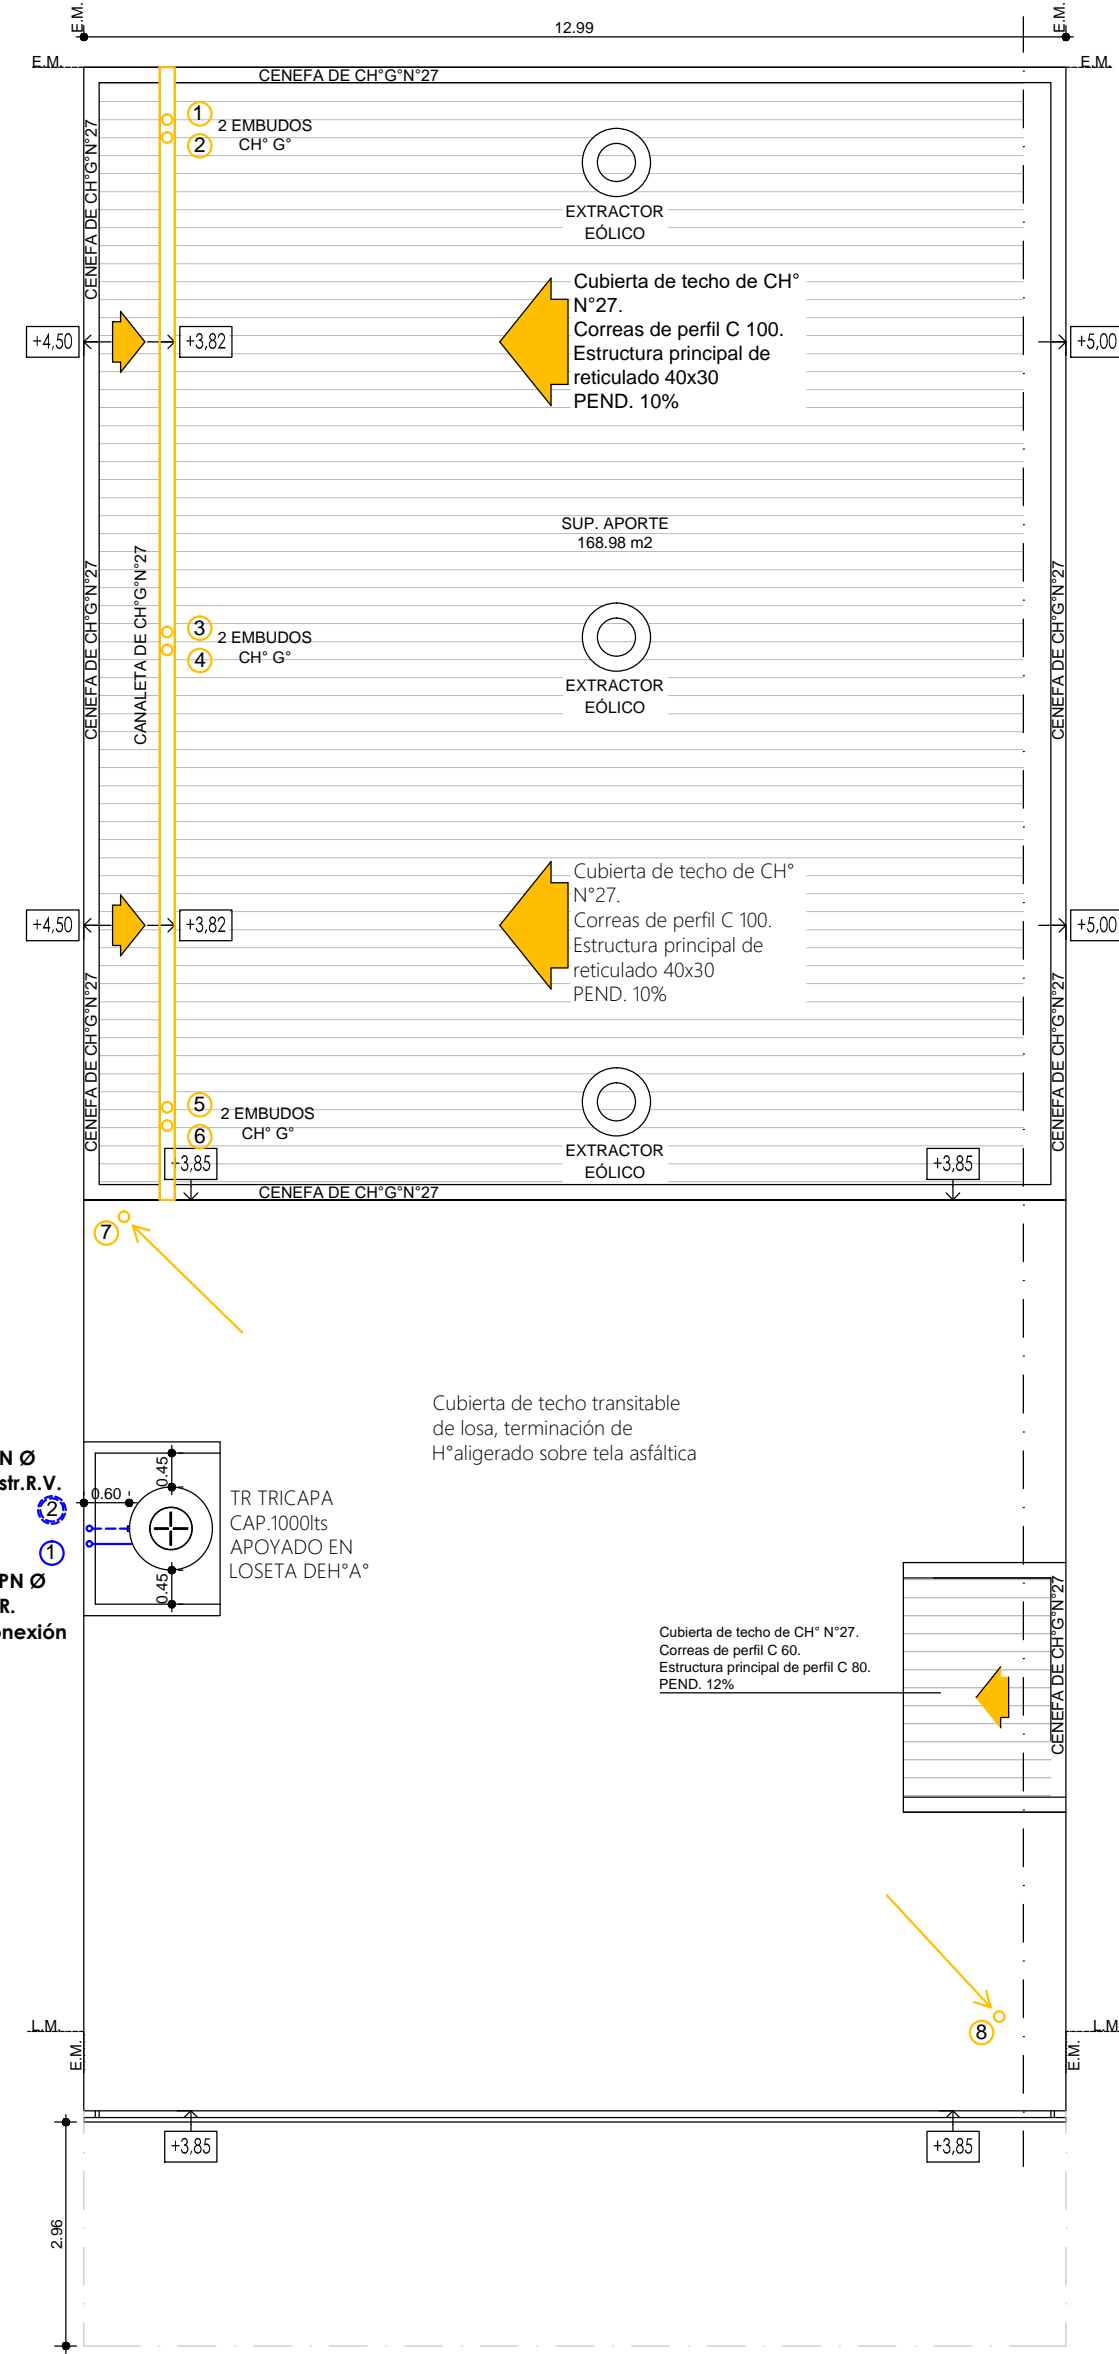 E.M.
E.M.
12.99
E.M.
E.M.
CENEFA DE CH°G°N°27
1
2
2 EMBUDOS
CH° G°
CENEFA DE CH°G°N°27
EXTRACTOR
EÓLICO
Cubierta de techo de CH°
N°27.
Correas de perfil C 100.
Estructura principal de
reticulado 40x30
PEND. 10%
+4,50
+3,82
+5,00
SUP. APORTE
168.98 m2
CENEFA DE CH°G°N°27
CANALETA DE CH°G°N°27
CENEFA DE CH°G°N°27
3
4
2 EMBUDOS
CH° G°
EXTRACTOR
EÓLICO
Cubierta de techo de CH°
N°27.
Correas de perfil C 100.
Estructura principal de
reticulado 40x30
PEND. 10%
+4,50
+3,82
+5,00
CENEFA DE CH°G°N°27
CENEFA DE CH°G°N°27
5
6
2 EMBUDOS
CH° G°
EXTRACTOR
EÓLICO
+3,85
+3,85
CENEFA DE CH°G°N°27
7
Cubierta de techo transitable
de losa, terminación de
H°aligerado sobre tela asfáltica
N Ø
str.R.V.
2
1
PN Ø
R.
nexión
0.60
0.45
0.45
TR TRICAPA
CAP.1000lts
APOYADO EN
LOSETA DEH°A°
Cubierta de techo de CH° N°27.
Correas de perfil C 60.
Estructura principal de perfil C 80.
PEND. 12%
CENEFA DE CH°G°N°27
8
L.M.
L.M
E.M.
E.M.
+3,85
+3,85
2.96